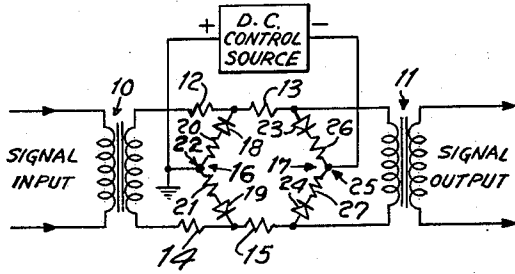 + D. C. CONTROL SOURCE −
10 12 13 11
20 18 23 26
SIGNAL INPUT
22 16 17 25
SIGNAL OUTPUT
21 19 24 27
14 15